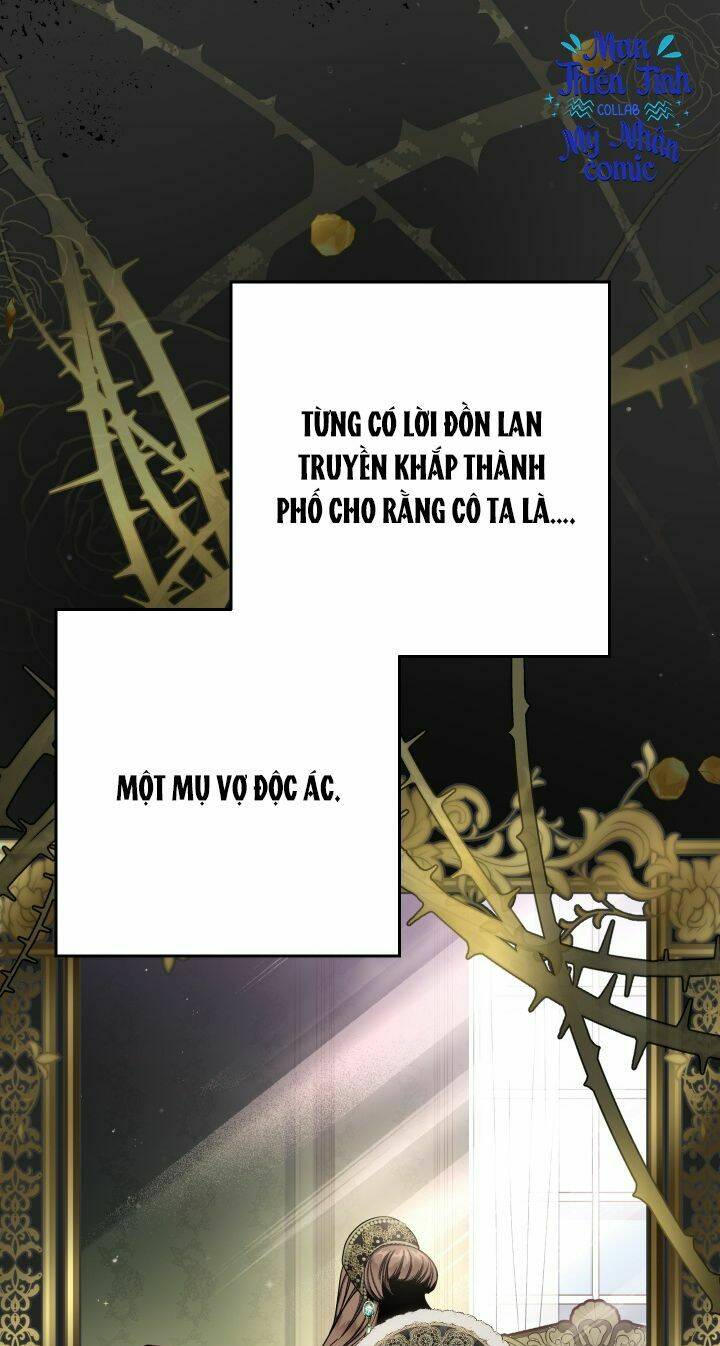 Mạn
Thiên Tình
COLLAB
Mỹ Nhân
comic
TỪNG CÓ LỜI ĐỒN LAN
TRUYỀN KHẮP THÀNH
PHỐ CHO RẰNG CÔ TA LÀ....
MỘT MỤ VỢ ĐỘC ÁC.